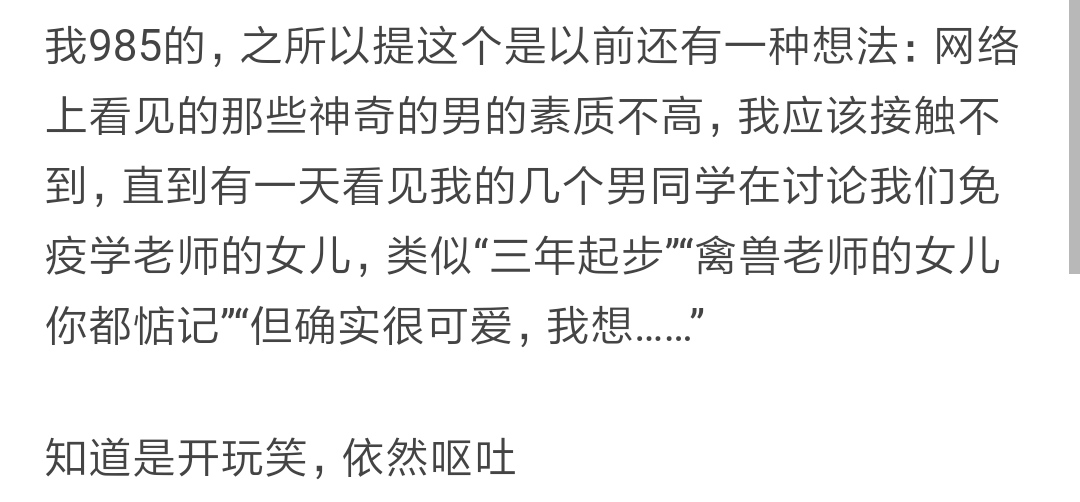 我985的，之所以提这个是以前还有一种想法：网络
上看见的那些神奇的男的素质不高，我应该接触不
到，直到有一天看见我的几个男同学在讨论我们免
疫学老师的女儿，类似“三年起步”“禽兽老师的女儿
你都惦记”“但确实很可爱，我想……”
知道是开玩笑，依然呕吐